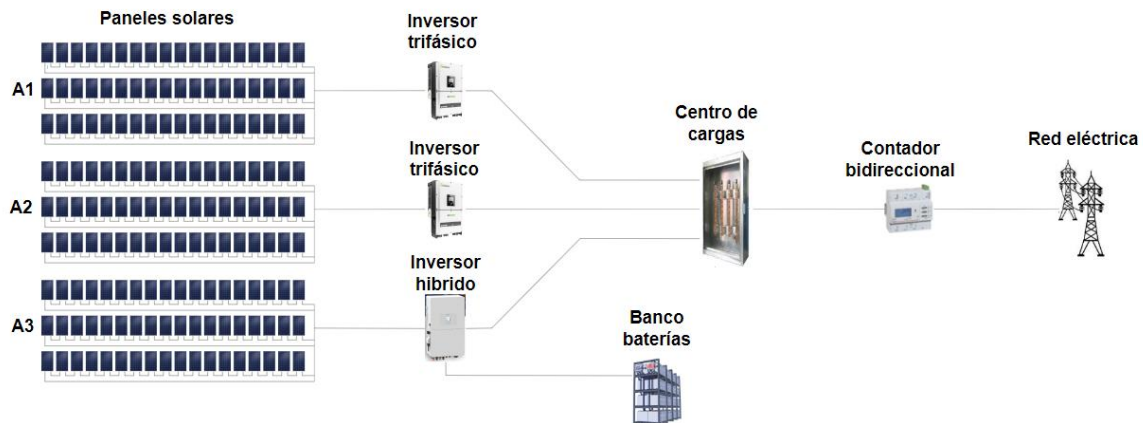 Paneles solares
Inversor
trifásico
A1
Centro de
cargas
Contador
bidireccional
Red eléctrica
Inversor
trifásico
A2
Inversor
hibrido
A3
Banco
baterías